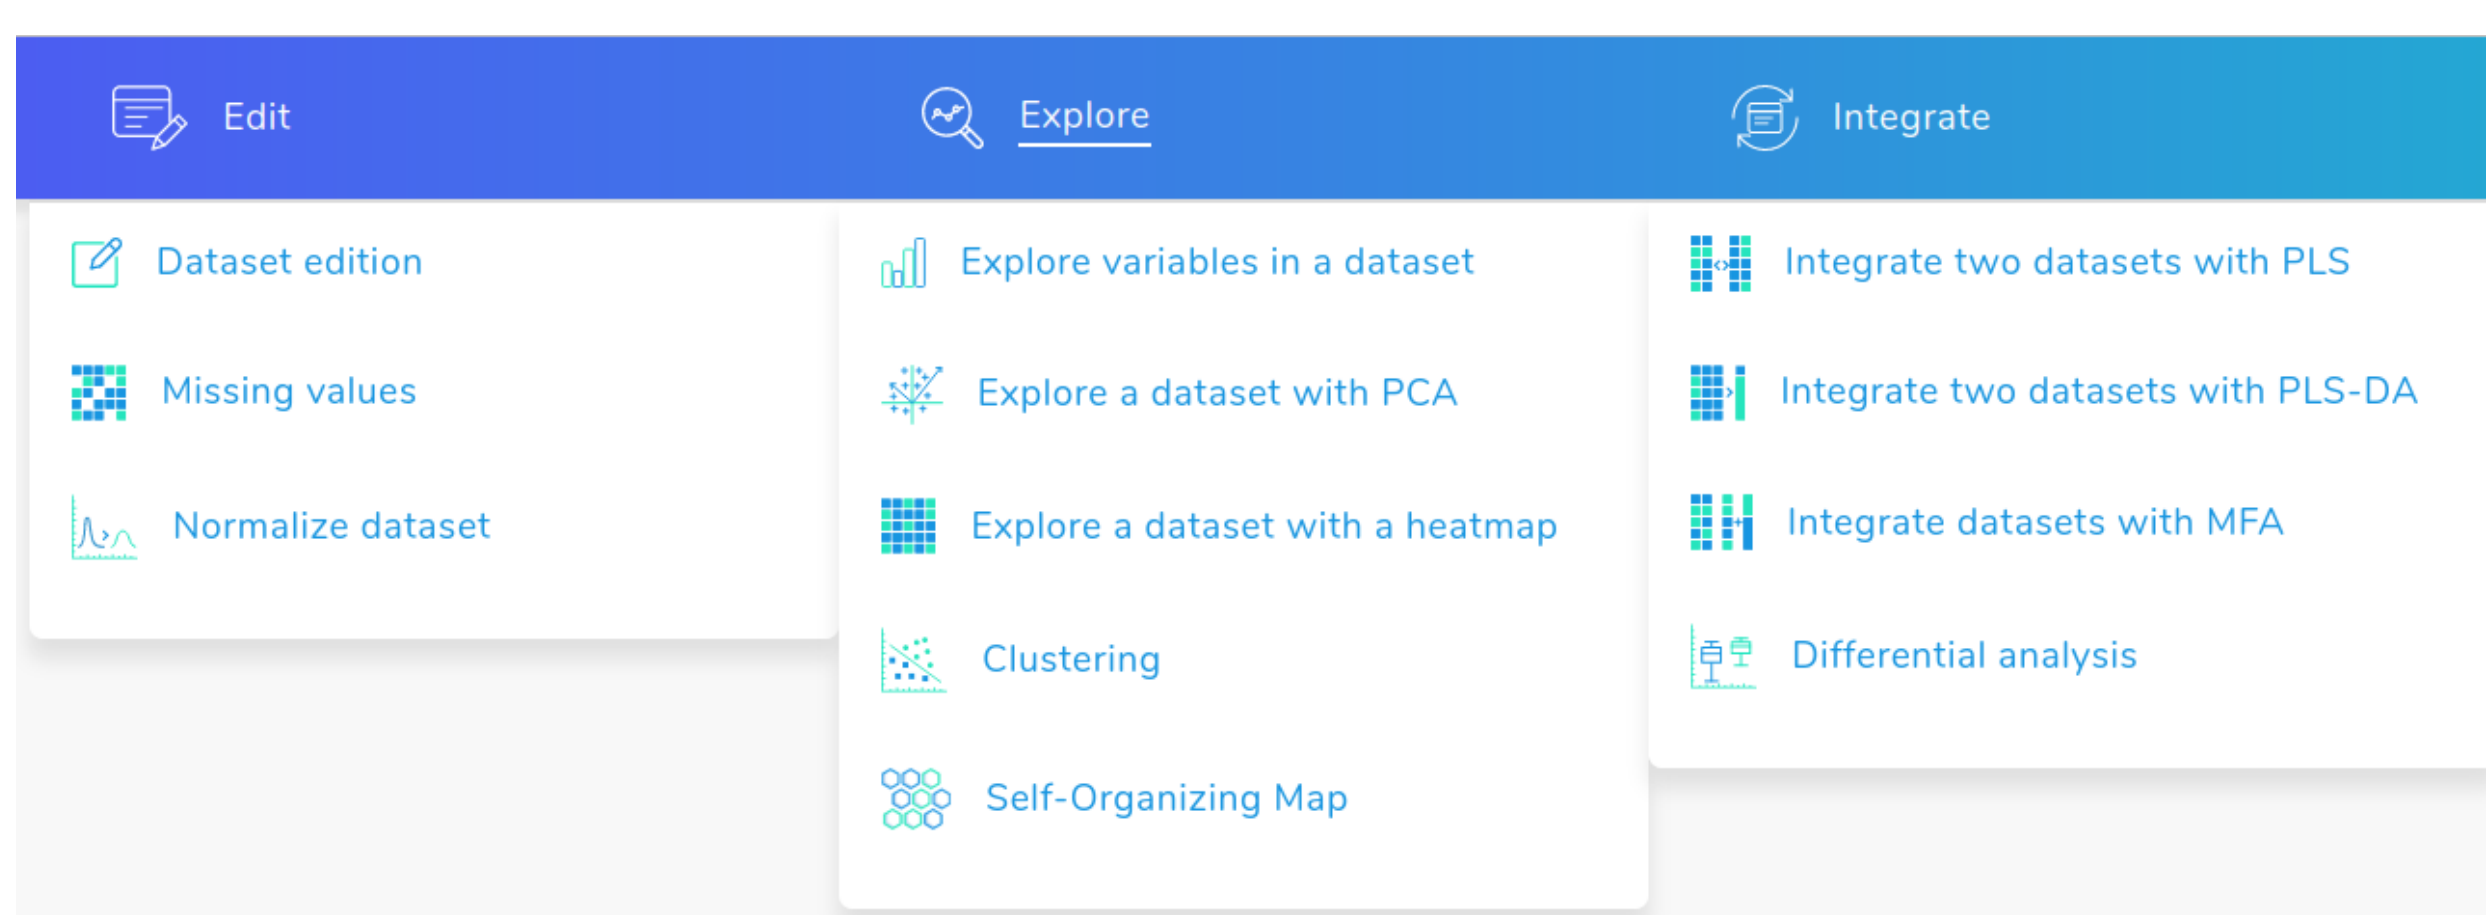 Edit
Explore
Integrate
Dataset edition
Missing values
Normalize dataset
Explore variables in a dataset
Explore a dataset with PCA
Explore a dataset with a heatmap
Clustering
Self-Organizing Map
Integrate two datasets with PLS
Integrate two datasets with PLS-DA
Integrate datasets with MFA
Differential analysis